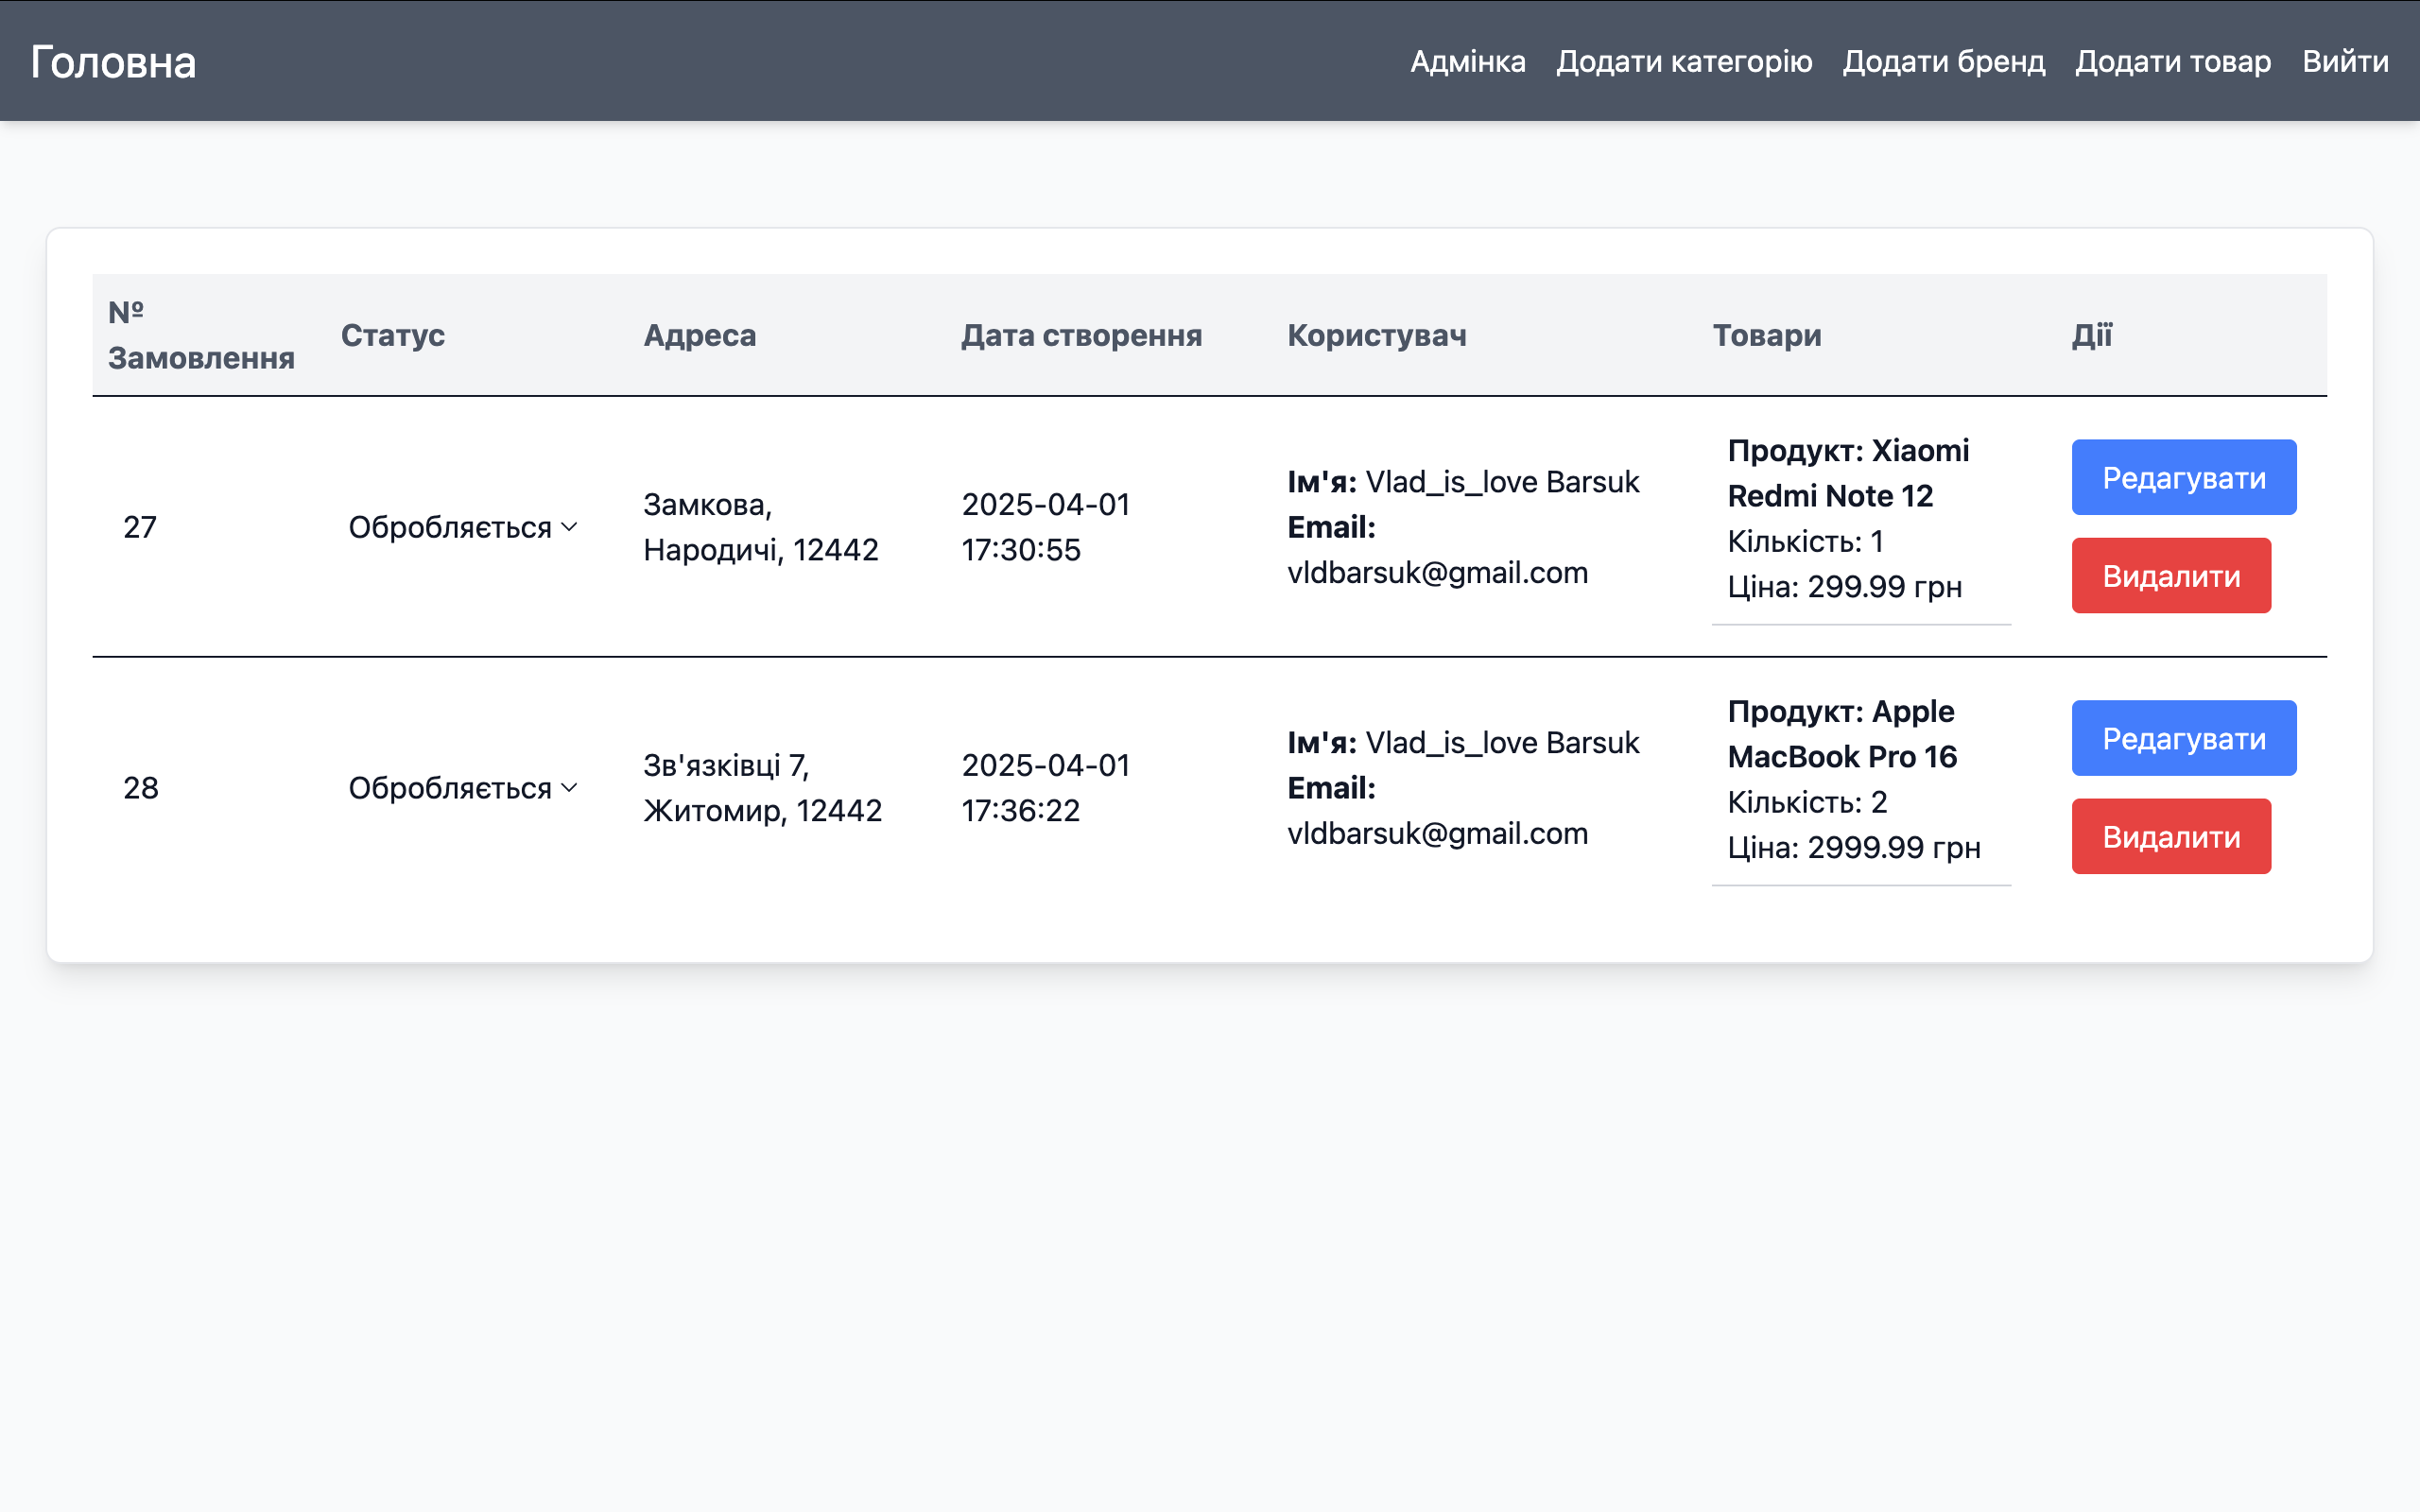 Головна
Адмінка Додати категорію Додати бренд Додати товар Вийти
№
Замовлення
Статус
Адреса
Дата створення
Користувач
Товари
Дії
27
Обробляється
Замкова,
Народичі, 12442
2025-04-01
17:30:55
Ім'я: Vlad_is_love Barsuk
Email:
vldbarsuk@gmail.com
Продукт: Xiaomi
Redmi Note 12
Кількість: 1
Ціна: 299.99 грн
Редагувати
Видалити
28
Обробляється
Зв'язківці 7,
Житомир, 12442
2025-04-01
17:36:22
Ім'я: Vlad_is_love Barsuk
Email:
vldbarsuk@gmail.com
Продукт: Apple
MacBook Pro 16
Кількість: 2
Ціна: 2999.99 грн
Редагувати
Видалити